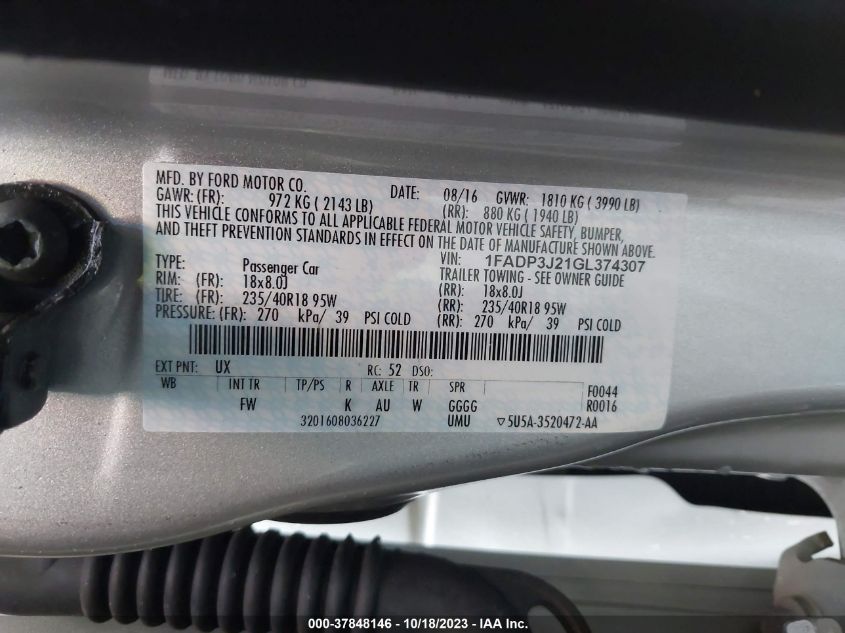 MFD. BY FORD MOTOR CO.
DATE: 08/16 GVWR: 1810 KG ( 3990 LB)
GAWR: (FR): 972 KG ( 2143 LB) (RR): 880 KG ( 1940 LB)
THIS VEHICLE CONFORMS TO ALL APPLICABLE FEDERAL MOTOR VEHICLE SAFETY, BUMPER,
AND THEFT PREVENTION STANDARDS IN EFFECT ON THE DATE OF MANUFACTURE SHOWN ABOVE.
VIN: 1FADP3J21GL374307
TYPE: Passenger Car TRAILER TOWING - SEE OWNER GUIDE
RIM: (FR): 18x8.0J (RR): 18x8.0J
TIRE: (FR): 235/40R18 95W (RR): 235/40R18 95W
PRESSURE: (FR): 270 kPa/ 39 PSI COLD (RR): 270 kPa/ 39 PSI COLD
EXT PNT: UX RC: 52 DSO:
WB INT TR TP/PS R AXLE TR SPR F0044
FW K AU W GGGG R0016
3201608036227 UMU ▽5U5A-3520472-AA
000-37848146 - 10/18/2023 - IAA Inc.